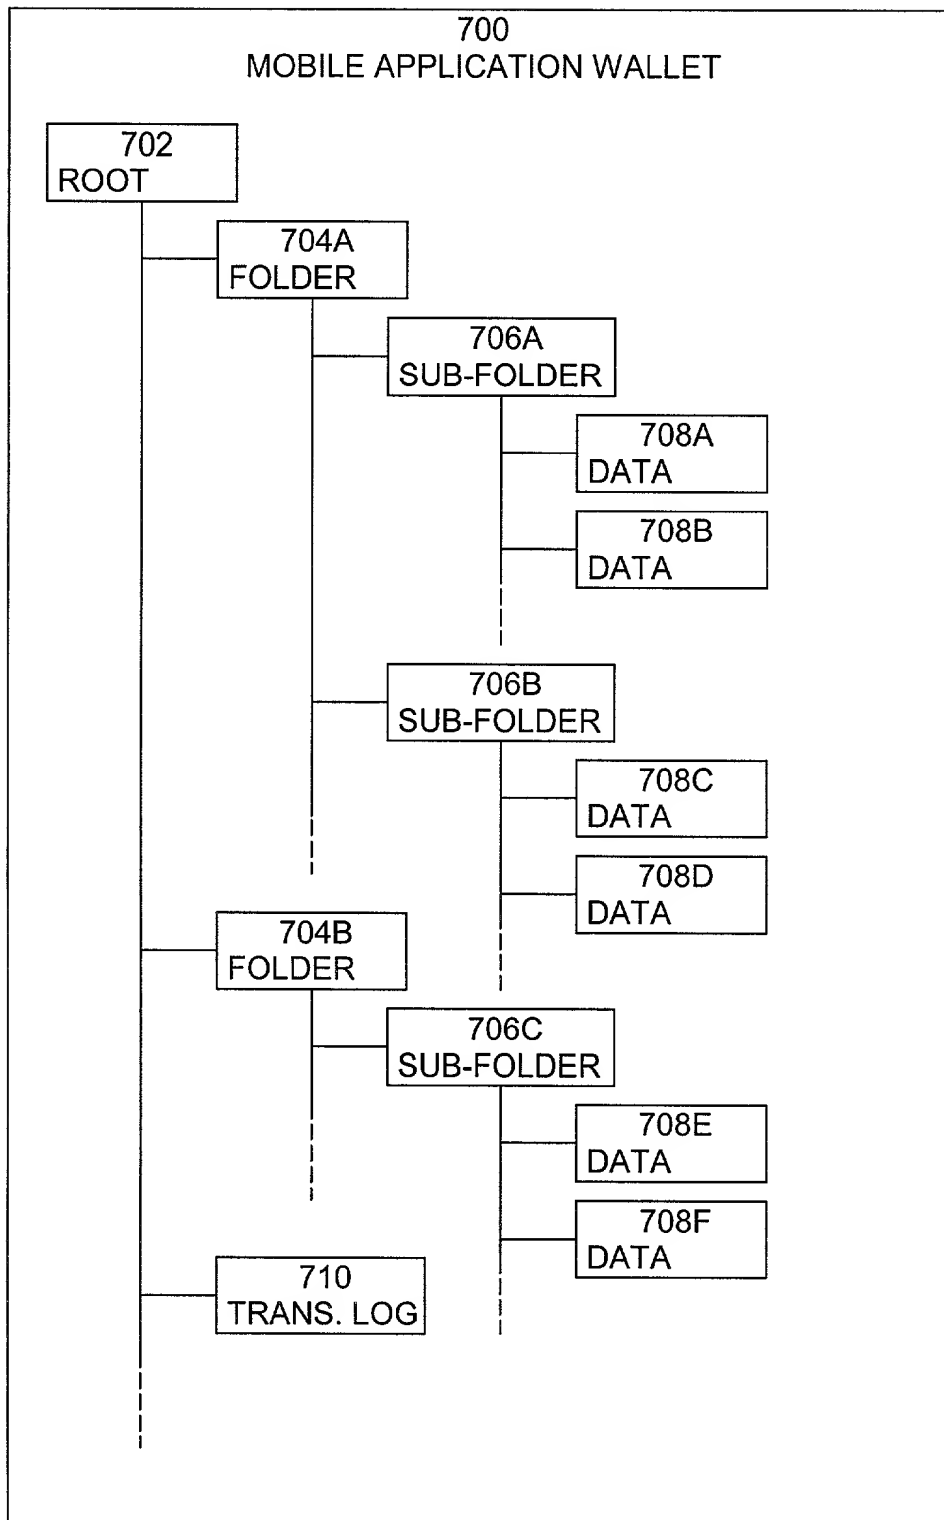 700
MOBILE APPLICATION WALLET
702
ROOT
704A
FOLDER
706A
SUB-FOLDER
708A
DATA
708B
DATA
706B
SUB-FOLDER
708C
DATA
708D
DATA
704B
FOLDER
706C
SUB-FOLDER
708E
DATA
708F
DATA
710
TRANS. LOG